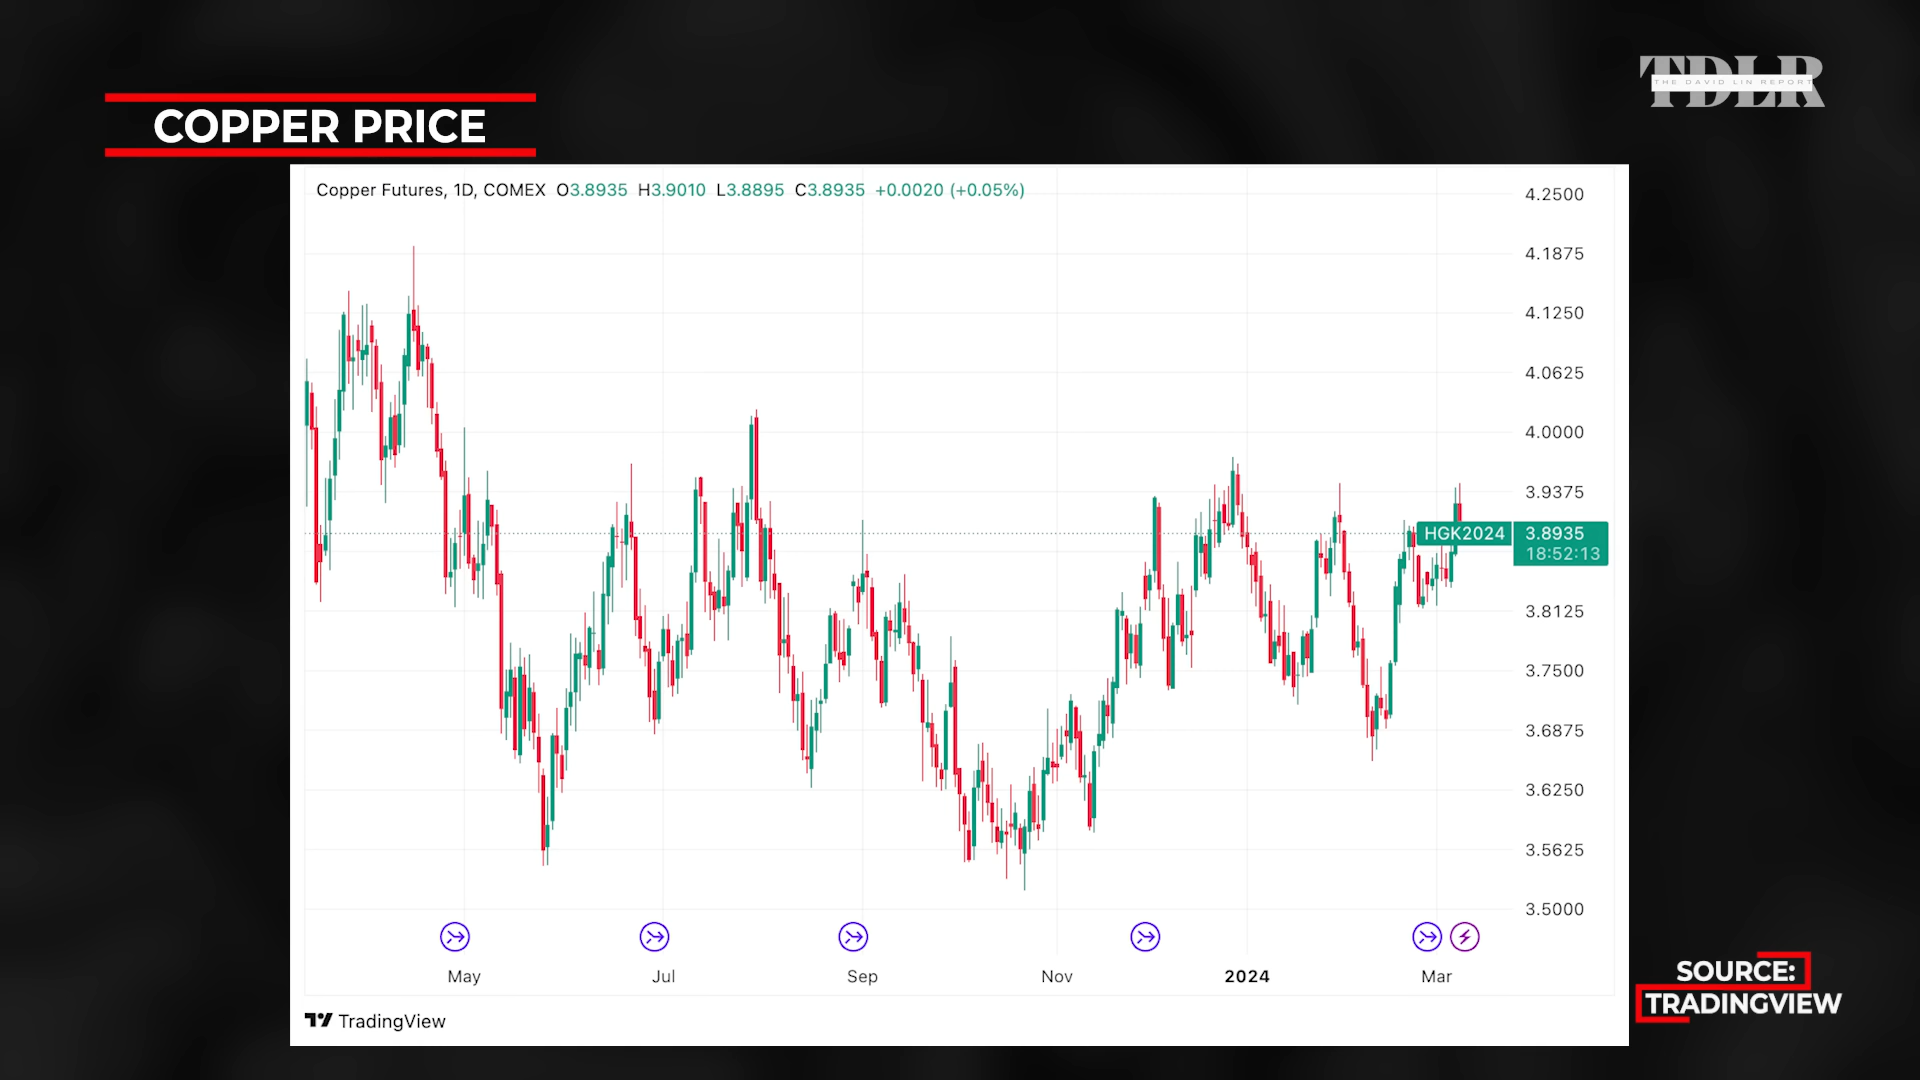 COPPER PRICE
TDLR
THE DAVID LIN REPORT
Copper Futures, 1D, COMEX O3.8935 H3.9010 L3.8895 C3.8935 +0.0020 (+0.05%)
4.2500
4.1875
4.1250
4.0625
4.0000
3.9375
HGK2024 3.8935
18:52:13
3.8125
3.7500
3.6875
3.6250
3.5625
3.5000
May Jul Sep Nov 2024 Mar
TradingView
SOURCE:
TRADINGVIEW